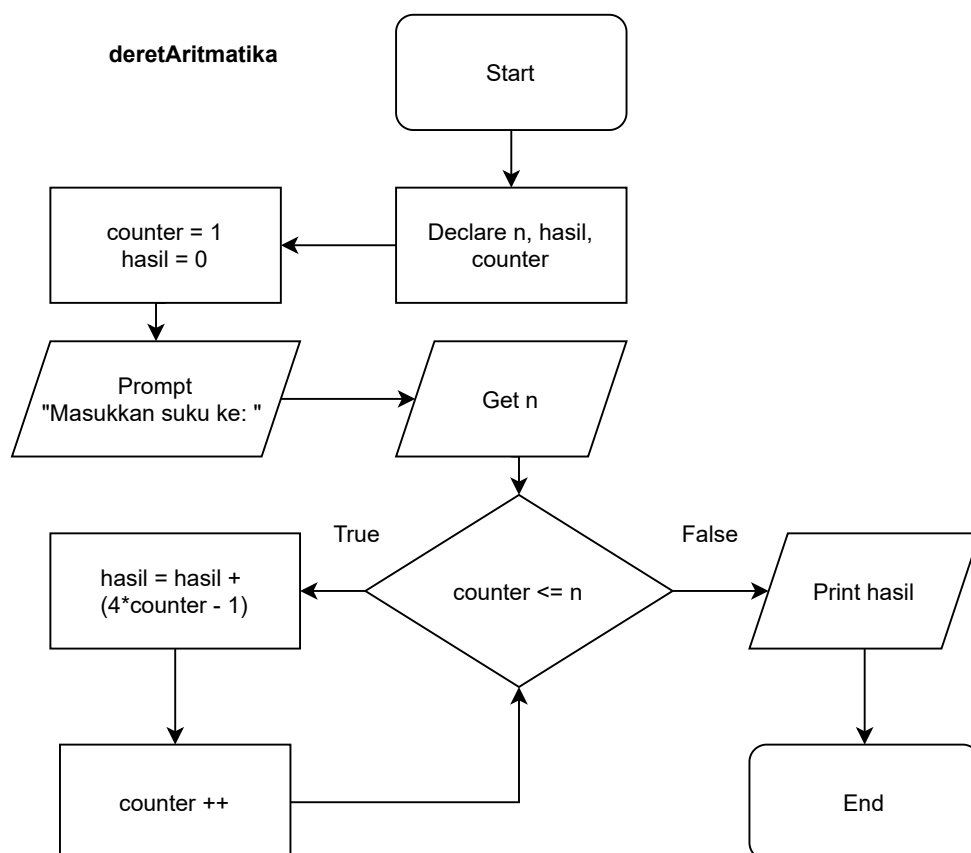 deretAritmatika
Start
Declare n, hasil,
counter
counter = 1
hasil = 0
Prompt
"Masukkan suku ke: "
Get n
counter <= n
True
False
hasil = hasil +
(4*counter - 1)
counter ++
Print hasil
End